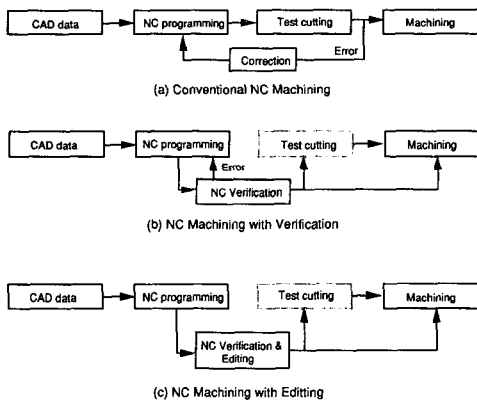 CAD data
NC programming
Test cutting
Machining
Error
Correction
(a) Conventional NC Machining
CAD data
NC programming
Test cutting
Machining
Error
NC Verification
(b) NC Machining with Verification
CAD data
NC programming
Test cutting
Machining
NC Verification &
Editing
(c) NC Machining with Editting